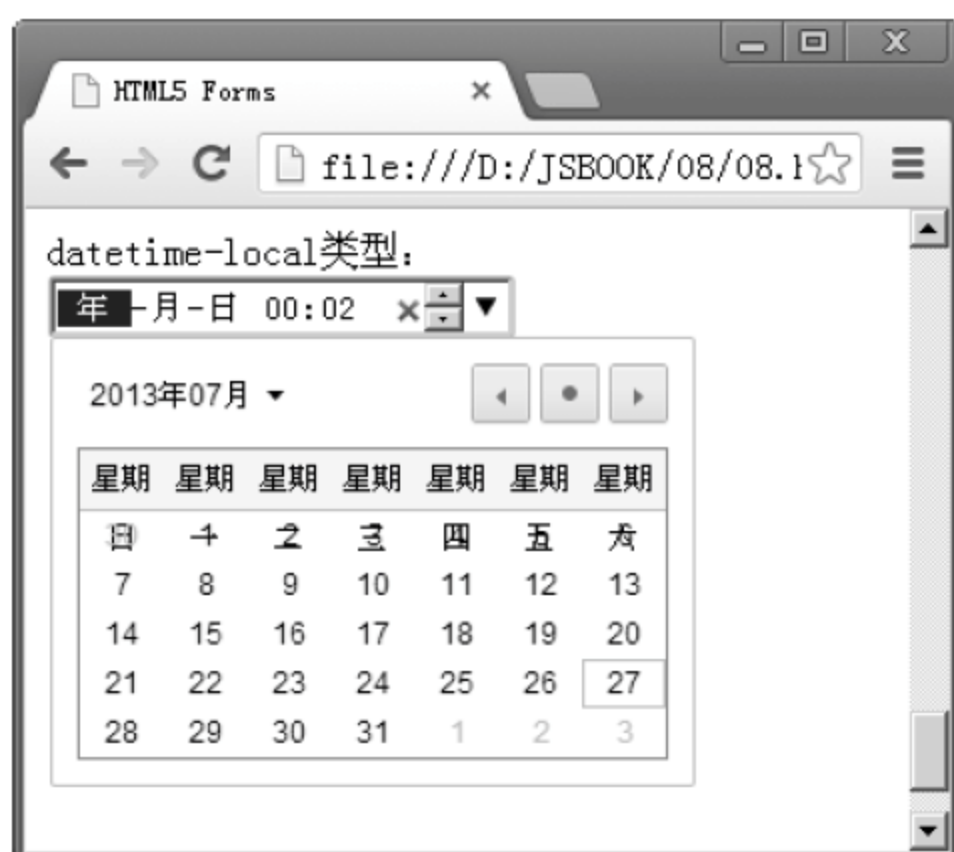 HTML5 Forms
file:///D:/JSBOOK/08/08.
datetime-local类型：
年-月-日 00:02
2013年07月
星期 星期 星期 星期 星期 星期 星期
日 一 二 三 四 五 六
7 8 9 10 11 12 13
14 15 16 17 18 19 20
21 22 23 24 25 26 27
28 29 30 31 1 2 3